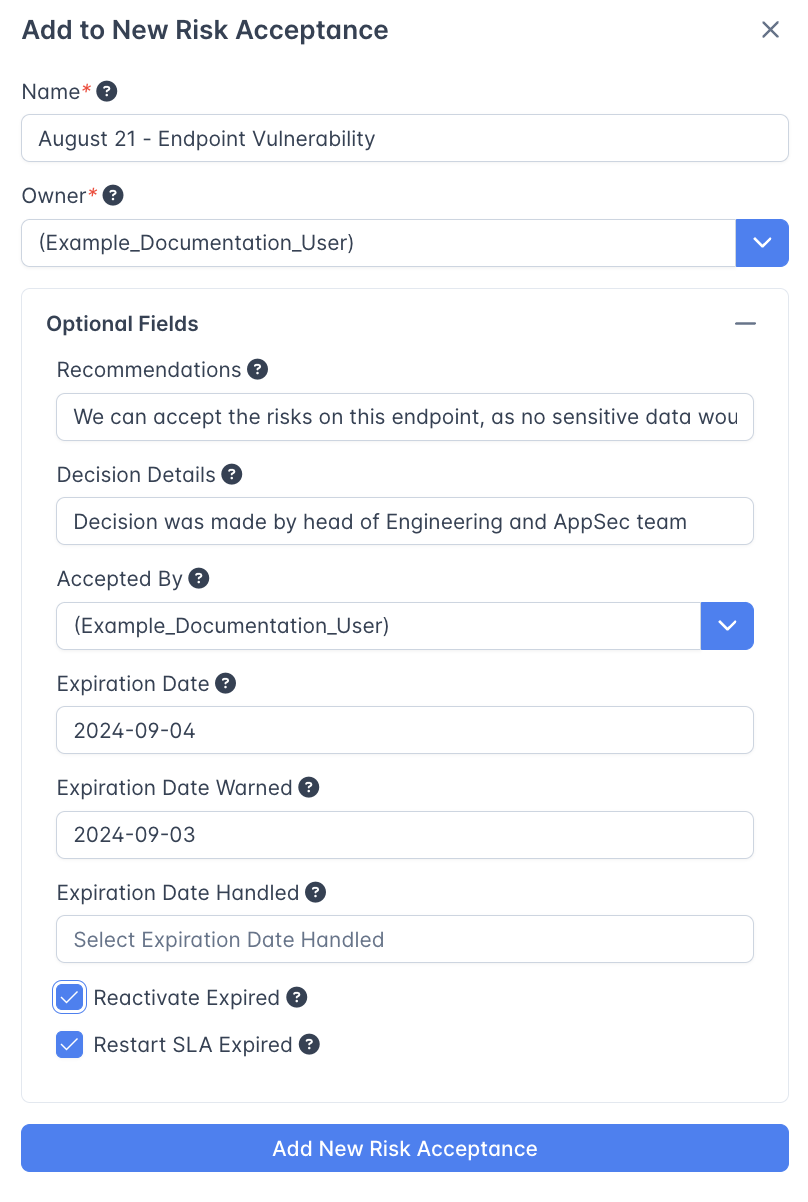 Add to New Risk Acceptance
Name* ?
August 21 - Endpoint Vulnerability
Owner* ?
(Example_Documentation_User)
Optional Fields
Recommendations ?
We can accept the risks on this endpoint, as no sensitive data wou
Decision Details ?
Decision was made by head of Engineering and AppSec team
Accepted By ?
(Example_Documentation_User)
Expiration Date ?
2024-09-04
Expiration Date Warned ?
2024-09-03
Expiration Date Handled ?
Select Expiration Date Handled
Reactivate Expired ?
Restart SLA Expired ?
Add New Risk Acceptance